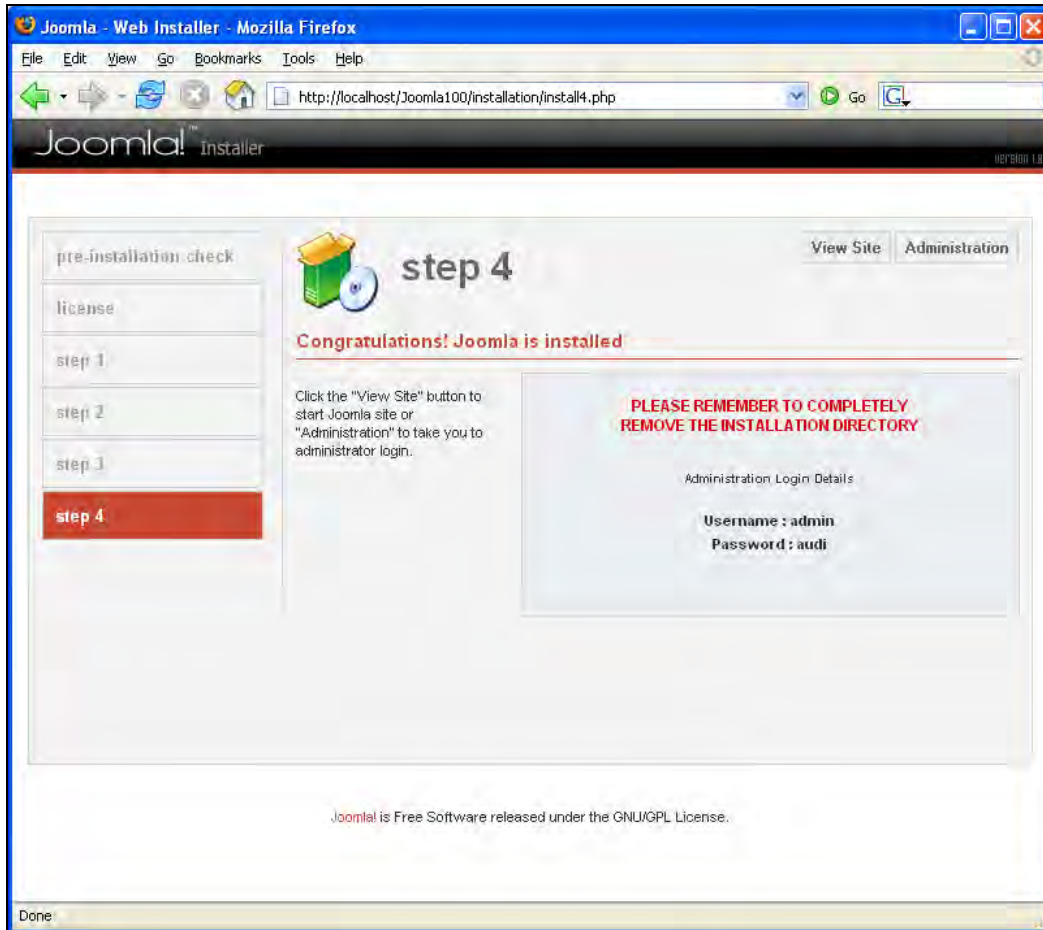 Joomla - Web Installer - Mozilla Firefox
File Edit View Go Bookmarks Tools Help
http://localhost/Joomla100/installation/install4.php Go G
Joomla!™ Installer
version 1.0
pre-installation check
license
step 1
step 2
step 3
step 4
step 4
View Site Administration
Congratulations! Joomla is installed
Click the "View Site" button to
start Joomla site or
"Administration" to take you to
administrator login.
PLEASE REMEMBER TO COMPLETELY
REMOVE THE INSTALLATION DIRECTORY
Administration Login Details
Username : admin
Password : audi
Joomla! is Free Software released under the GNU/GPL License.
Done